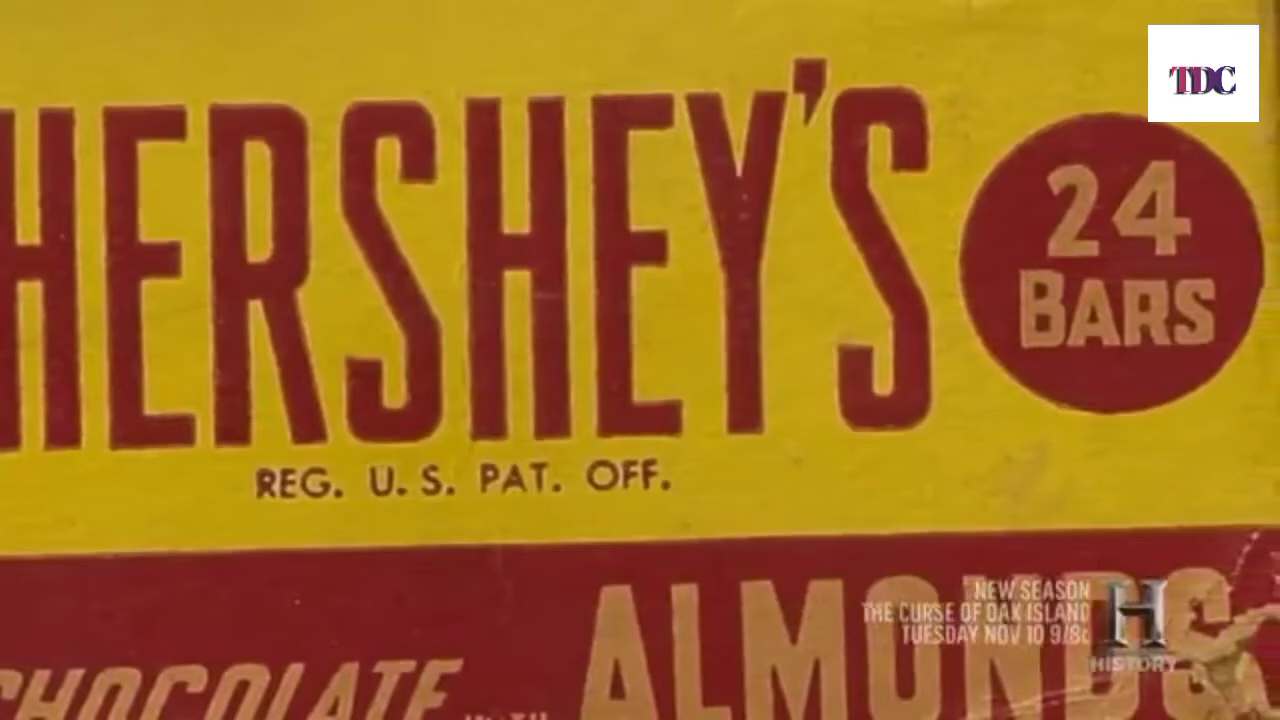 TDC
HERSHEY'S
24
BARS
REG. U.S. PAT. OFF.
ALMONDS
CHOCOLATE WITH
NEW SEASON
THE CURSE OF OAK ISLAND
TUESDAY NOV 10 9/8c
H
HISTORY